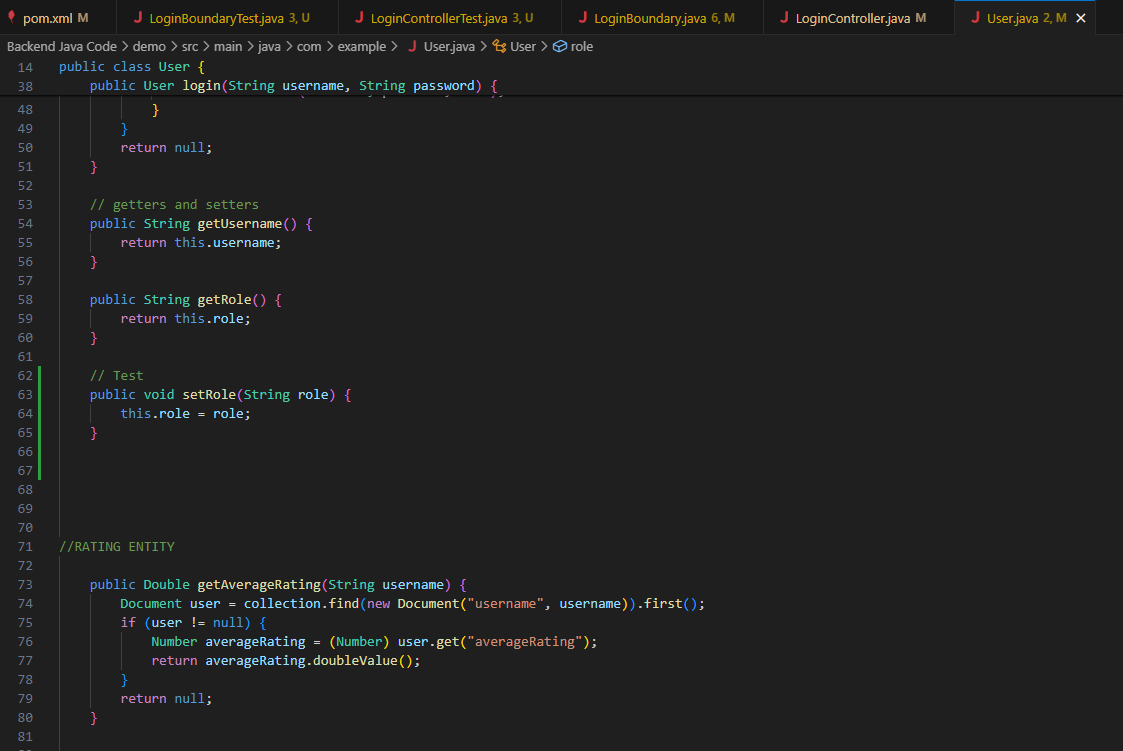 pom.xml M LoginBoundaryTest.java 3, U LoginControllerTest.java 3, U LoginBoundary.java 6, M LoginController.java M User.java 2, M
Backend Java Code > demo > src > main > java > com > example > User.java > User > role
14 public class User {
38 public User login(String username, String password) {
48 }
49 }
50 return null;
51 }
52
53 // getters and setters
54 public String getUsername() {
55 return this.username;
56 }
57
58 public String getRole() {
59 return this.role;
60 }
61
62 // Test
63 public void setRole(String role) {
64 this.role = role;
65 }
66
67
68
69
70
71 //RATING ENTITY
72
73 public Double getAverageRating(String username) {
74 Document user = collection.find(new Document("username", username)).first();
75 if (user != null) {
76 Number averageRating = (Number) user.get("averageRating");
77 return averageRating.doubleValue();
78 }
79 return null;
80 }
81